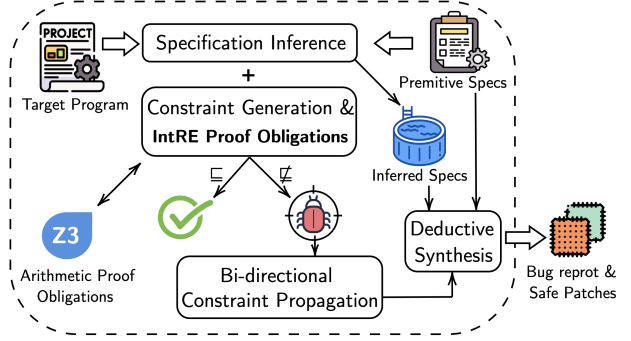 PROJECT
Target Program
Specification Inference
Premitive Specs
+
Constraint Generation &
IntRE Proof Obligations
⊑
⋢
Inferred Specs
Z3
Arithmetic Proof
Obligations
Bi-directional
Constraint Propagation
Deductive
Synthesis
Bug reprot &
Safe Patches